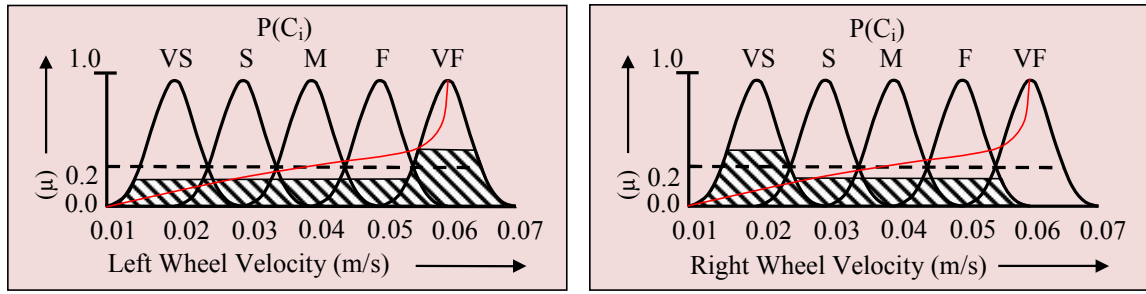 P(Cᵢ)
1.0 VS S M F VF
(μ)
0.2
0.0
0.01 0.02 0.03 0.04 0.05 0.06 0.07
Left Wheel Velocity (m/s)
P(Cᵢ)
1.0 VS S M F VF
(μ)
0.2
0.0
0.01 0.02 0.03 0.04 0.05 0.06 0.07
Right Wheel Velocity (m/s)